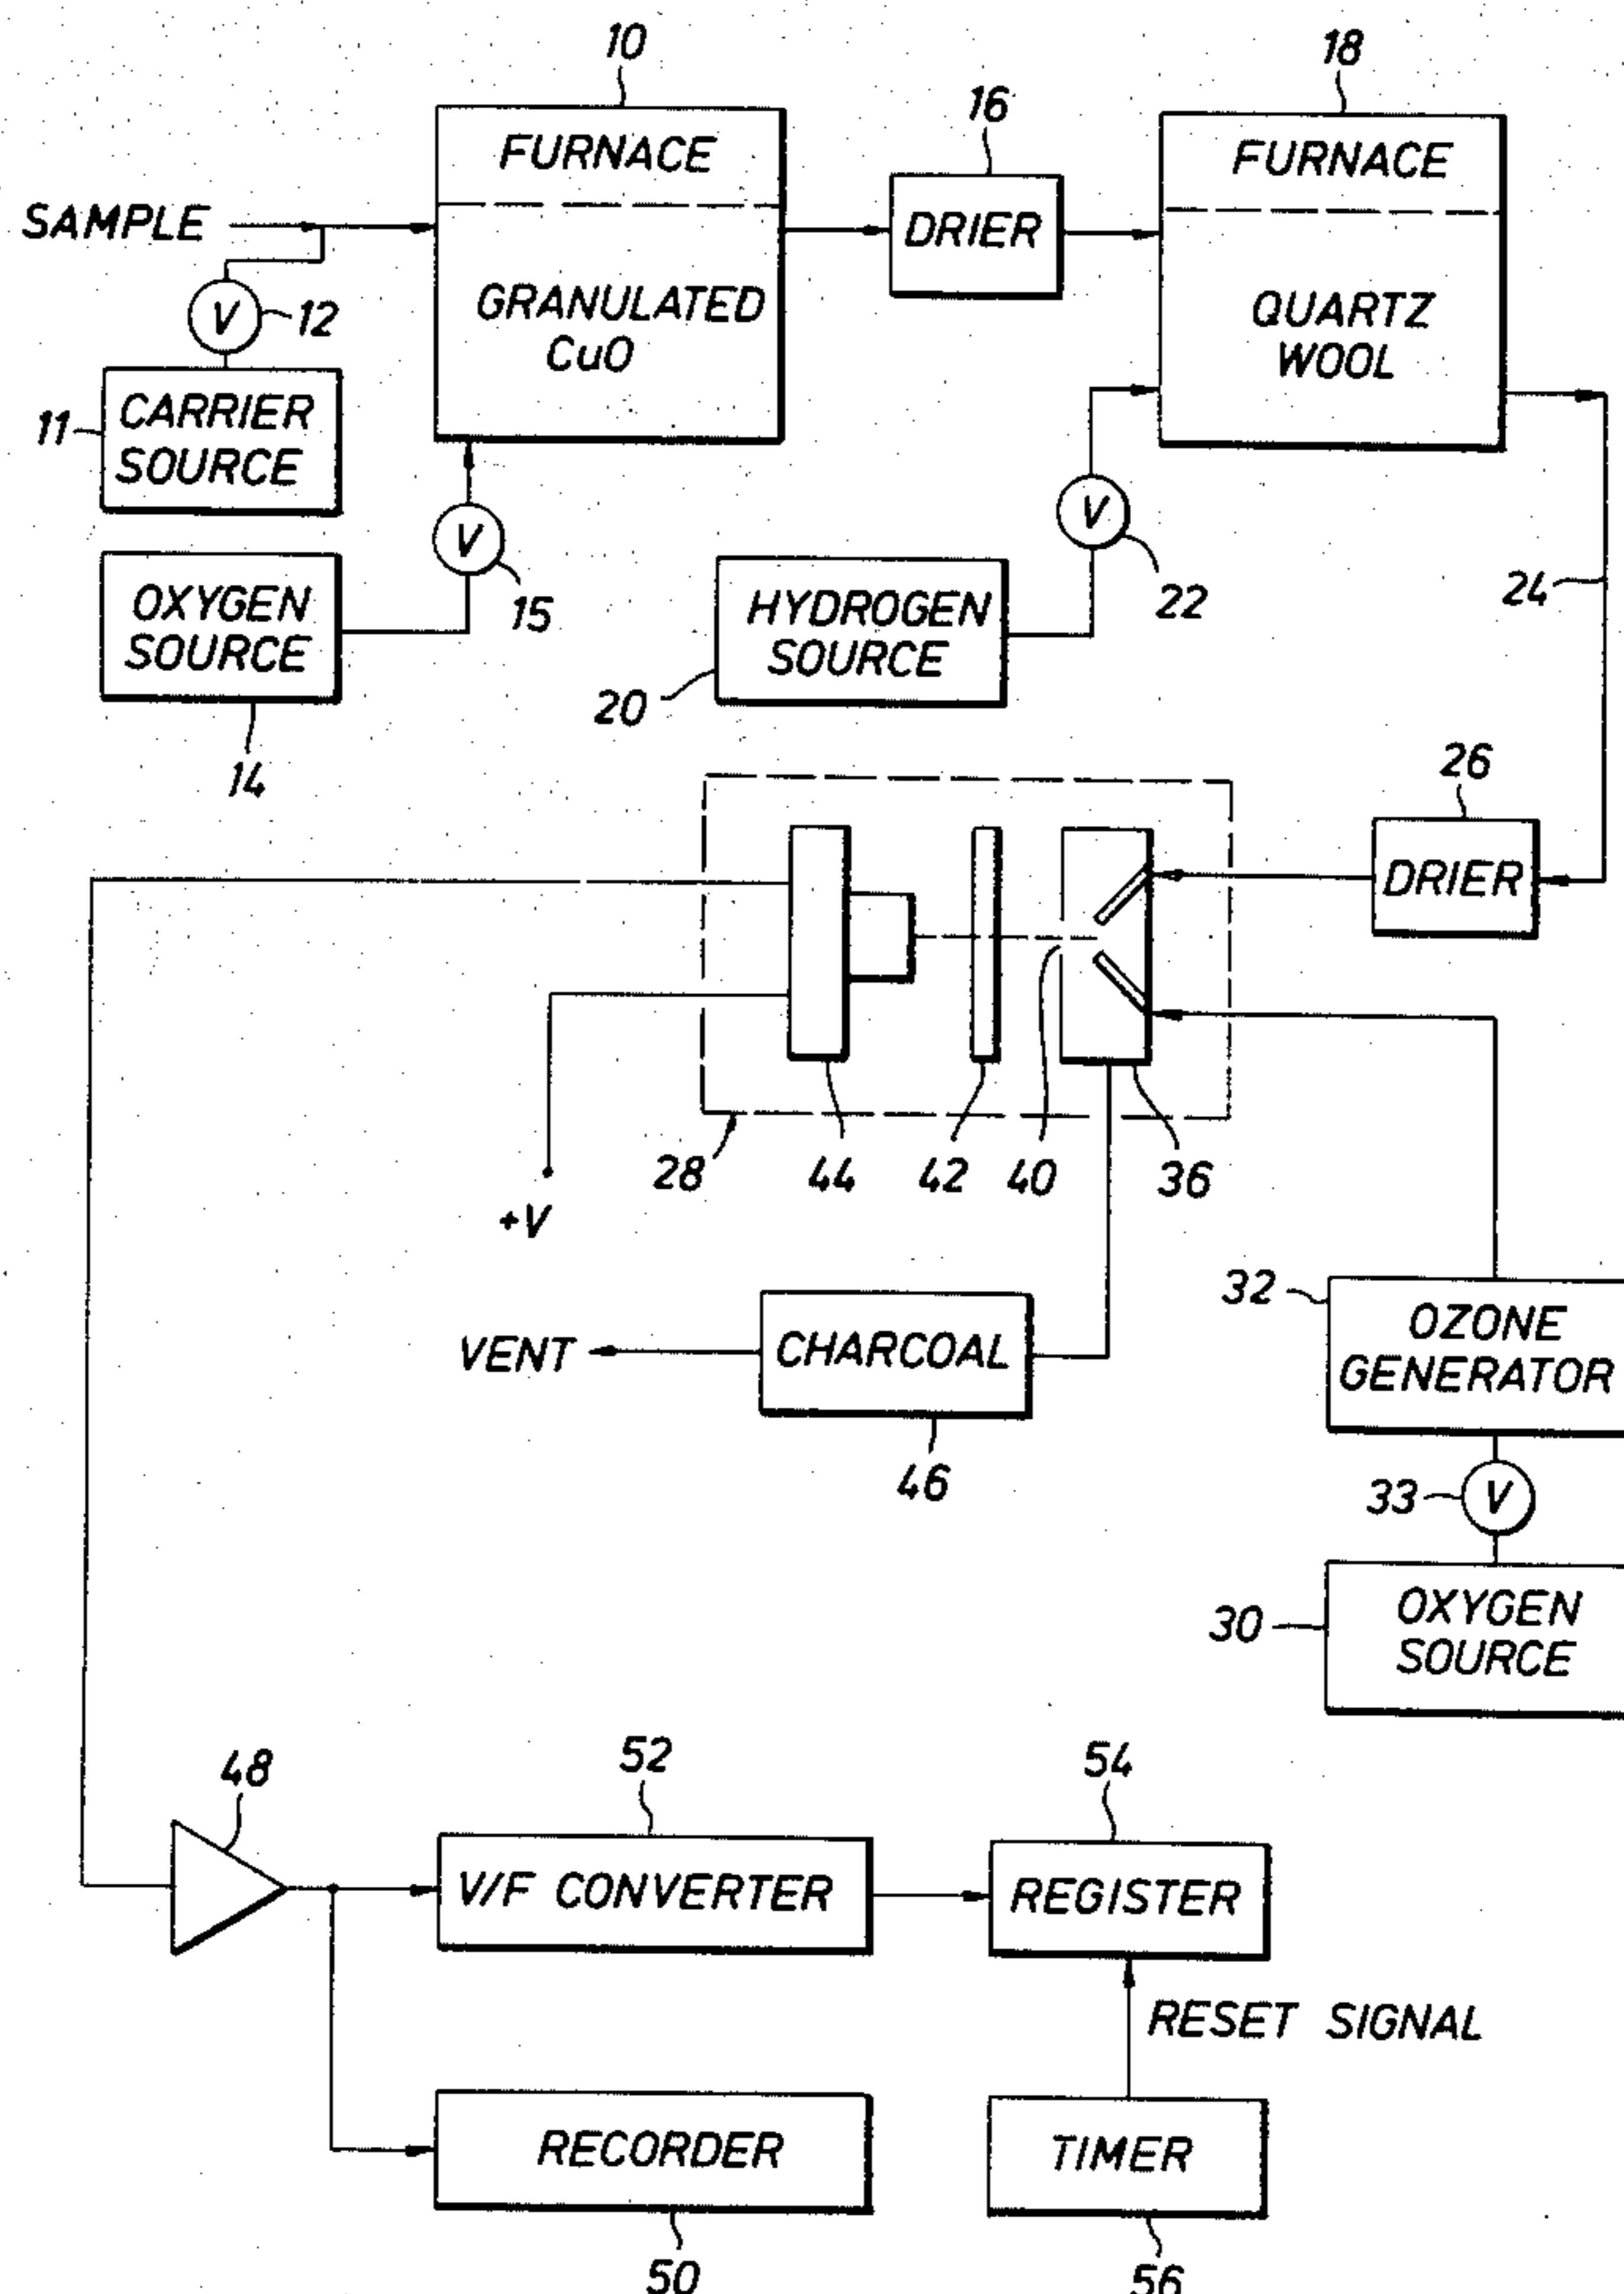 10
18
16
FURNACE
FURNACE
SAMPLE
DRIER
GRANULATED
CuO
QUARTZ
WOOL
V
12
11
CARRIER
SOURCE
V
15
V
22
OXYGEN
SOURCE
14
HYDROGEN
SOURCE
20
24
26
DRIER
28
44
42
40
36
+V
32
OZONE
GENERATOR
VENT
CHARCOAL
46
33
V
30
OXYGEN
SOURCE
48
52
54
V/F CONVERTER
REGISTER
RESET SIGNAL
RECORDER
TIMER
50
56